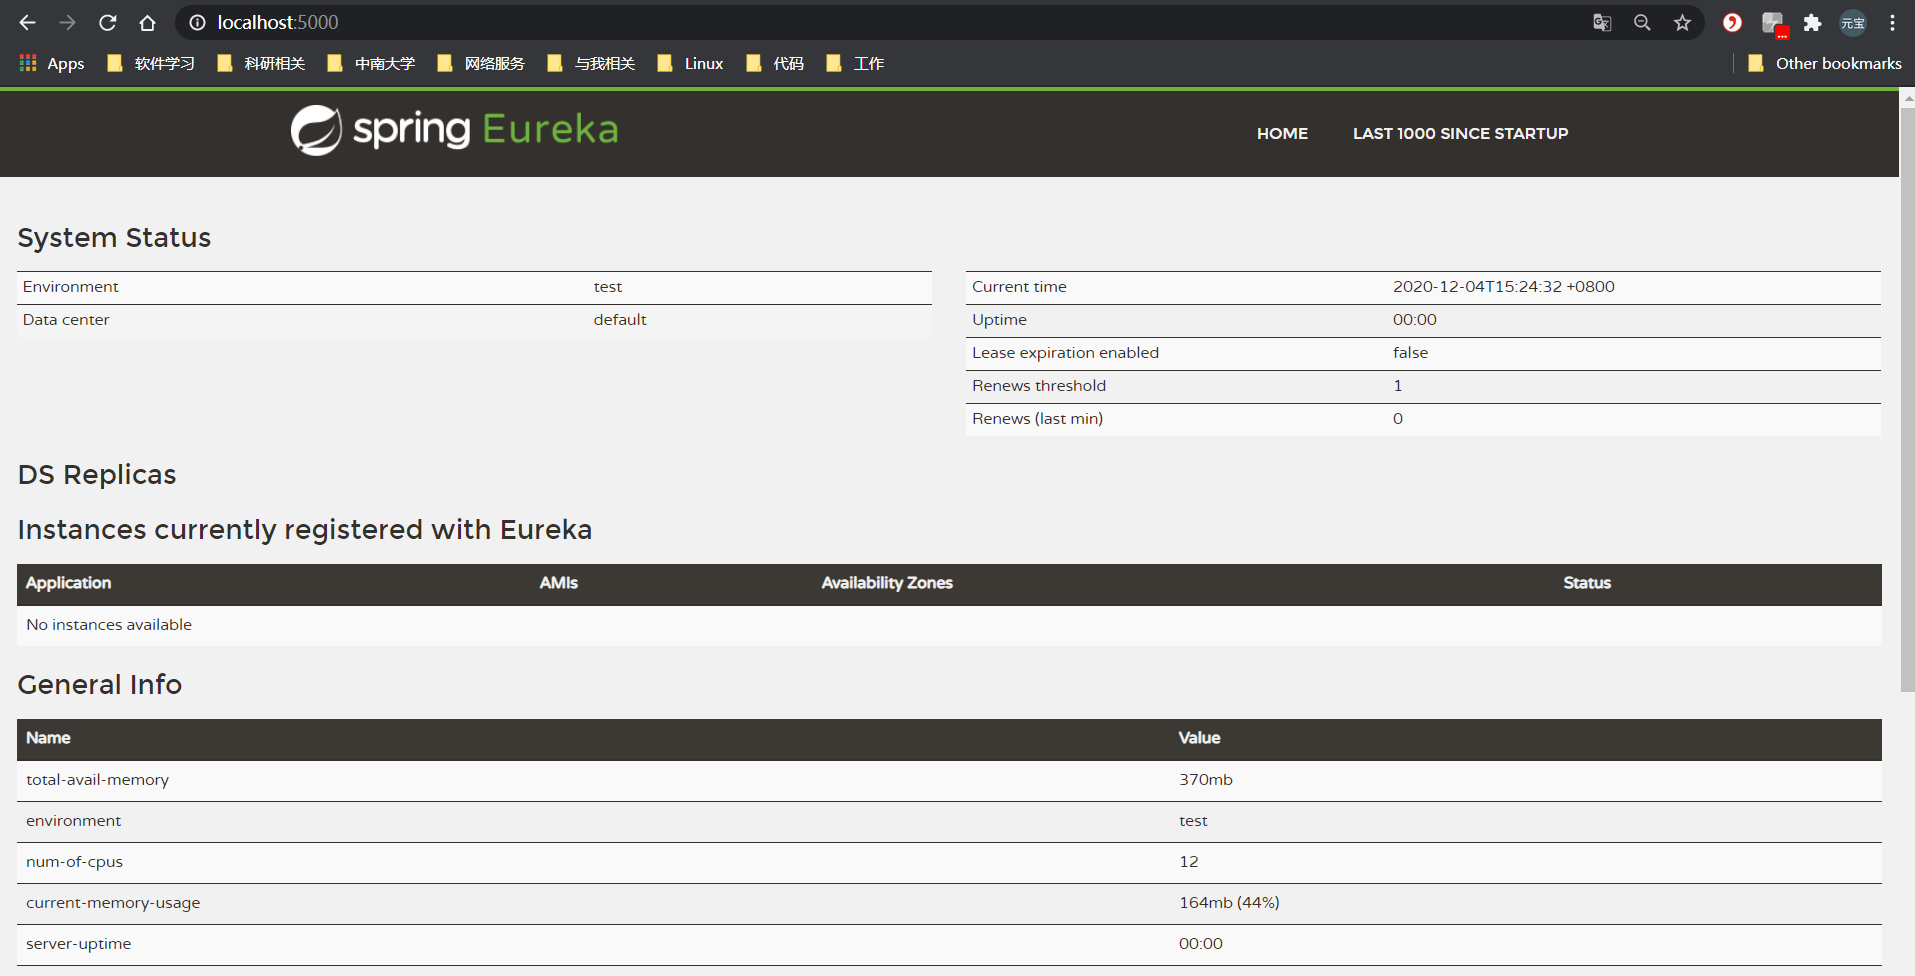 localhost:5000
元宝
Apps 软件学习 科研相关 中南大学 网络服务 与我相关 Linux 代码 工作 Other bookmarks
spring Eureka HOME LAST 1000 SINCE STARTUP
System Status
Environment test
Data center default
Current time 2020-12-04T15:24:32 +0800
Uptime 00:00
Lease expiration enabled false
Renews threshold 1
Renews (last min) 0
DS Replicas
Instances currently registered with Eureka
Application AMIs Availability Zones Status
No instances available
General Info
Name Value
total-avail-memory 370mb
environment test
num-of-cpus 12
current-memory-usage 164mb (44%)
server-uptime 00:00